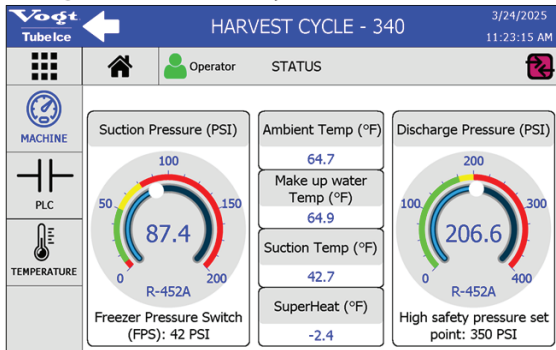 Vogt
TubeIce
HARVEST CYCLE - 340
3/24/2025
11:23:15 AM
Operator
STATUS
MACHINE
PLC
TEMPERATURE
Suction Pressure (PSI)
0
50
100
150
200
87.4
R-452A
Freezer Pressure Switch
(FPS): 42 PSI
Ambient Temp (°F)
64.7
Make up water
Temp (°F)
64.9
Suction Temp (°F)
42.7
SuperHeat (°F)
-2.4
Discharge Pressure (PSI)
0
100
200
300
400
206.6
R-452A
High safety pressure set
point: 350 PSI